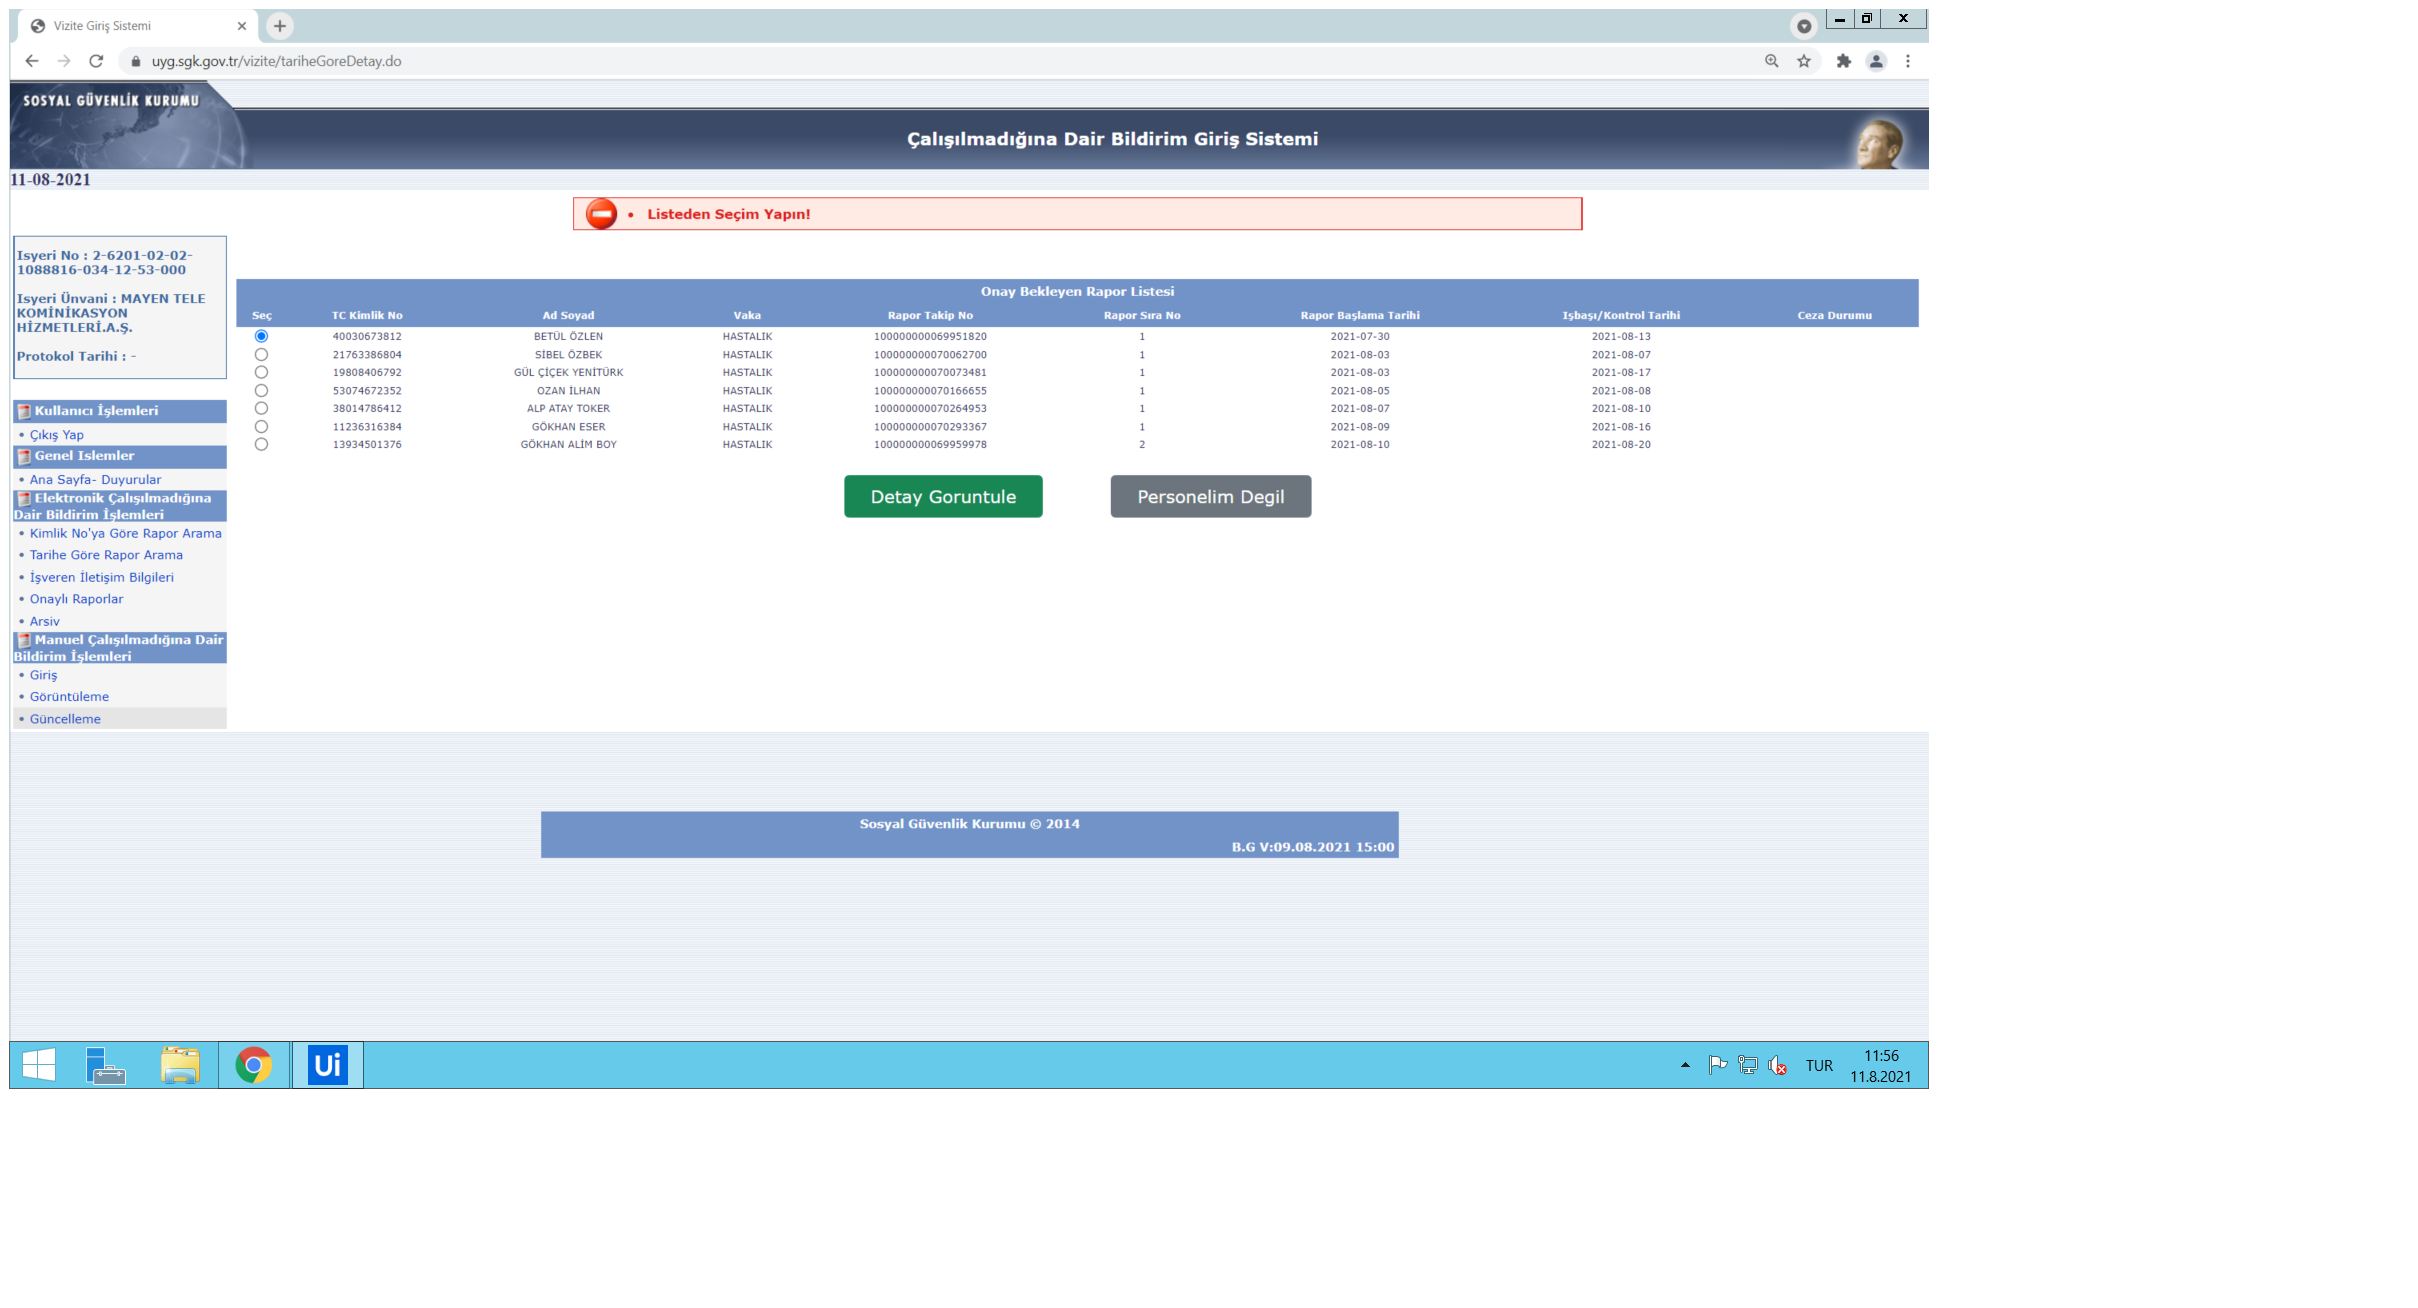 Vizite Giriş Sistemi
uyg.sgk.gov.tr/vizite/tariheGoreDetay.do
SOSYAL GÜVENLİK KURUMU
Çalışılmadığına Dair Bildirim Giriş Sistemi
11-08-2021
Listeden Seçim Yapın!
Isyeri No : 2-6201-02-02-
1088816-034-12-53-000
Isyeri Ünvani : MAYEN TELE
KOMİNİKASYON
HİZMETLERİ.A.Ş.
Protokol Tarihi : -
Kullanıcı İşlemleri
Çıkış Yap
Genel Islemler
Ana Sayfa- Duyurular
Elektronik Çalışılmadığına
Dair Bildirim İşlemleri
Kimlik No'ya Göre Rapor Arama
Tarihe Göre Rapor Arama
İşveren İletişim Bilgileri
Onaylı Raporlar
Arsiv
Manuel Çalışılmadığına Dair
Bildirim İşlemleri
Giriş
Görüntüleme
Güncelleme
Onay Bekleyen Rapor Listesi
Seç TC Kimlik No Ad Soyad Vaka Rapor Takip No Rapor Sıra No Rapor Başlama Tarihi Işbaşı/Kontrol Tarihi Ceza Durumu
40030673812 BETÜL ÖZLEN HASTALIK 100000000069951820 1 2021-07-30 2021-08-13
21763386804 SİBEL ÖZBEK HASTALIK 100000000070062700 1 2021-08-03 2021-08-07
19808406792 GÜL ÇİÇEK YENİTÜRK HASTALIK 100000000070073481 1 2021-08-03 2021-08-17
53074672352 OZAN İLHAN HASTALIK 100000000070166655 1 2021-08-05 2021-08-08
38014786412 ALP ATAY TOKER HASTALIK 100000000070264953 1 2021-08-07 2021-08-10
11236316384 GÖKHAN ESER HASTALIK 100000000070293367 1 2021-08-09 2021-08-16
13934501376 GÖKHAN ALİM BOY HASTALIK 100000000069959978 2 2021-08-10 2021-08-20
Detay Goruntule Personelim Degil
Sosyal Güvenlik Kurumu © 2014
B.G V:09.08.2021 15:00
Ui
TUR
11:56
11.8.2021